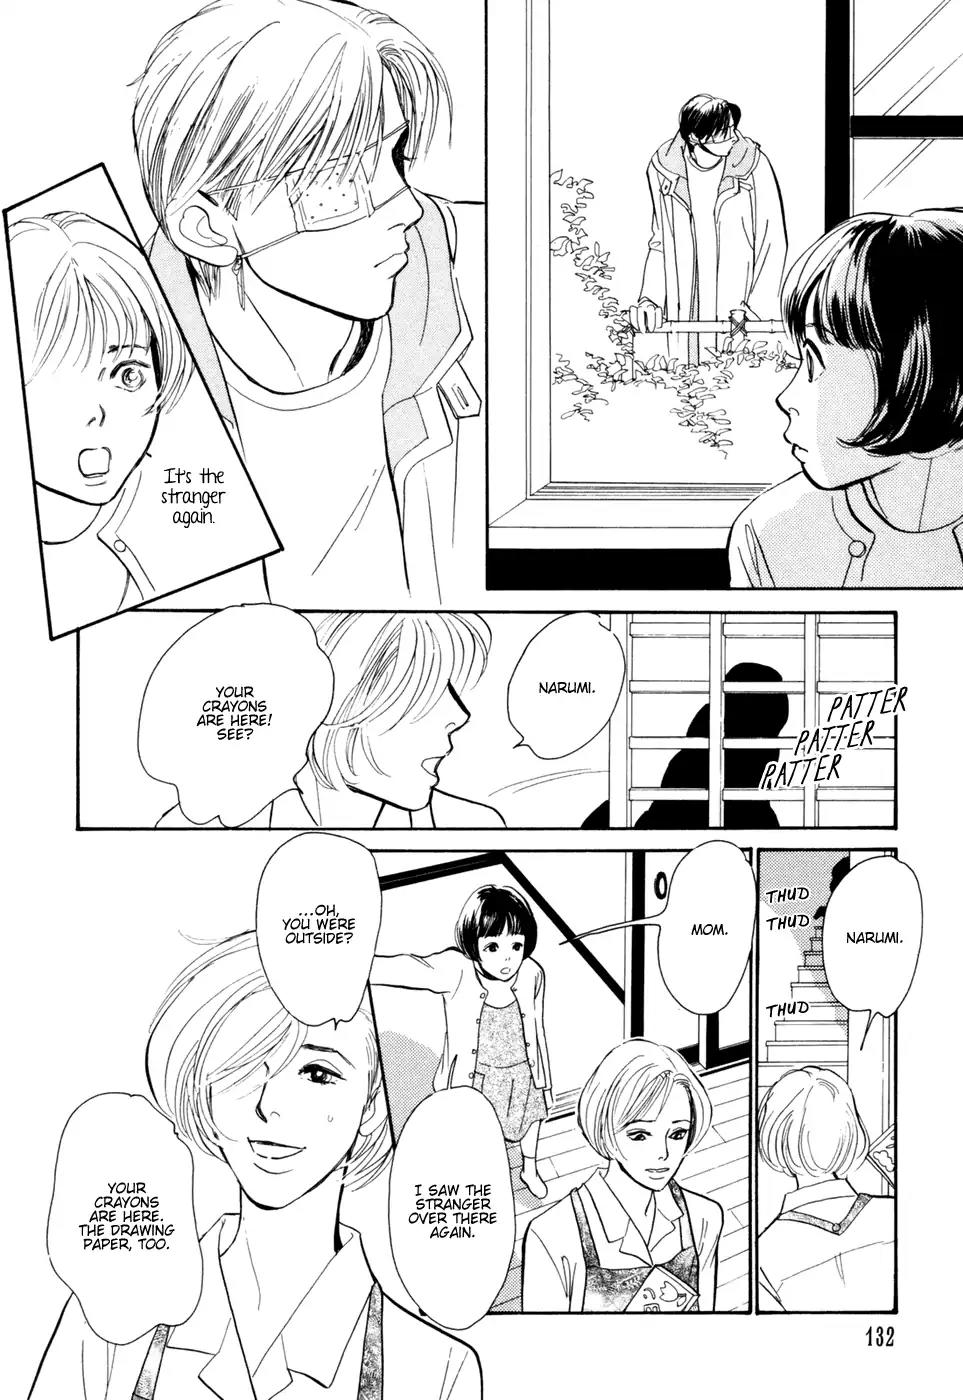 It's the
stranger
again.
PATTER
PATTER
PATTER
NARUMI.
YOUR
CRAYONS
ARE HERE!
SEE?
NARUMI.
THUD
THUD
THUD
MOM.
I SAW THE
STRANGER
OVER THERE
AGAIN.
...OH,
YOU WERE
OUTSIDE?
YOUR
CRAYONS
ARE HERE.
THE DRAWING
PAPER, TOO.
132